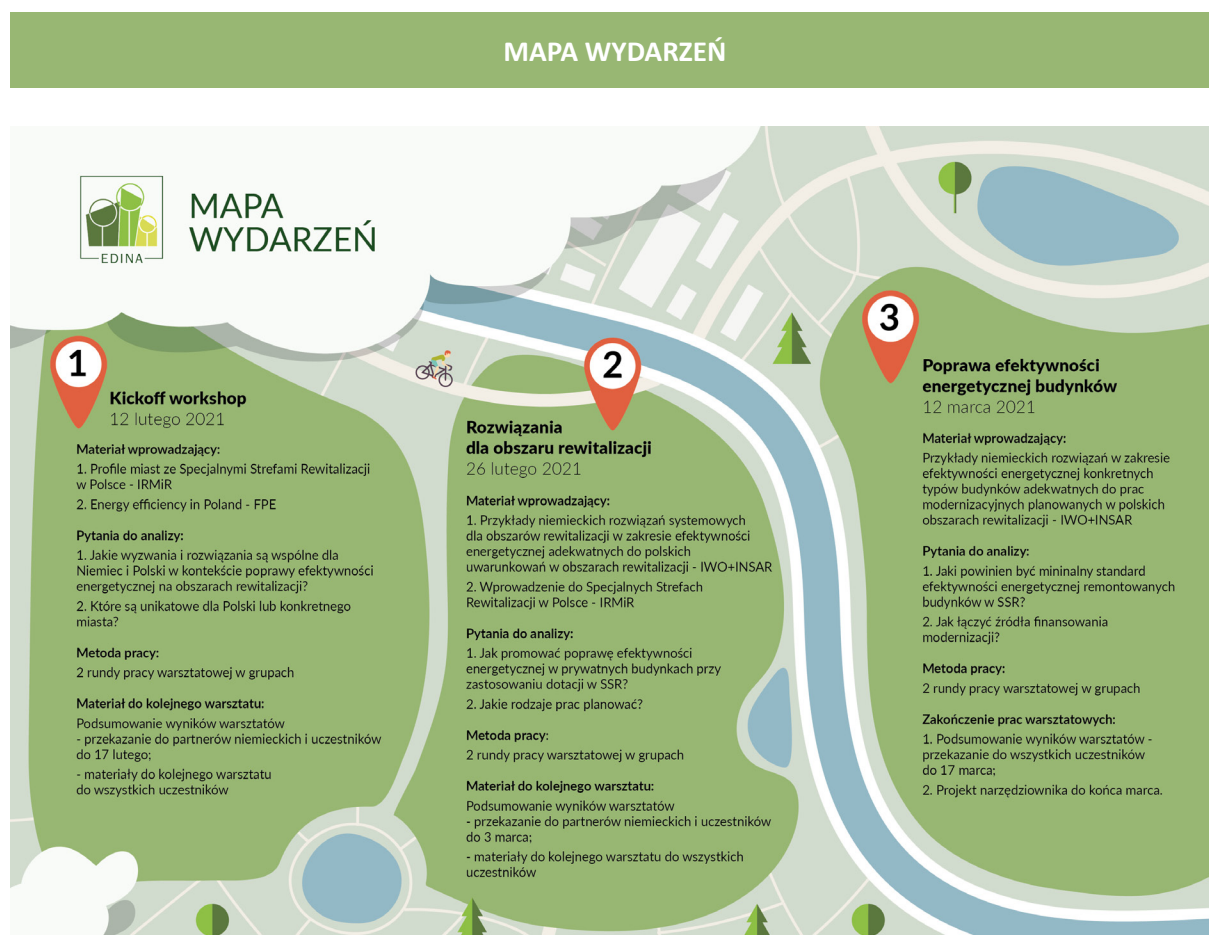 MAPA WYDARZEŃ
EDINA
MAPA
WYDARZEŃ
1
Kickoff workshop
12 lutego 2021
Materiał wprowadzający:
1. Profile miast ze Specjalnymi Strefami Rewitalizacji
w Polsce - IRMiR
2. Energy efficiency in Poland - FPE
Pytania do analizy:
1. Jakie wyzwania i rozwiązania są wspólne dla
Niemiec i Polski w kontekście poprawy efektywności
energetycznej na obszarach rewitalizacji?
2. Które są unikatowe dla Polski lub konkretnego
miasta?
Metoda pracy:
2 rundy pracy warsztatowej w grupach
Materiał do kolejnego warsztatu:
Podsumowanie wyników warsztatów
- przekazanie do partnerów niemieckich i uczestników
do 17 lutego;
- materiały do kolejnego warsztatu
do wszystkich uczestników
2
Rozwiązania
dla obszaru rewitalizacji
26 lutego 2021
Materiał wprowadzający:
1. Przykłady niemieckich rozwiązań systemowych
dla obszarów rewitalizacji w zakresie efektywności
energetycznej adekwatnych do polskich
uwarunkowań w obszarach rewitalizacji - IWO+INSAR
2. Wprowadzenie do Specjalnych Strefach
Rewitalizacji w Polsce - IRMiR
Pytania do analizy:
1. Jak promować poprawę efektywności
energetycznej w prywatnych budynkach przy
zastosowaniu dotacji w SSR?
2. Jakie rodzaje prac planować?
Metoda pracy:
2 rundy pracy warsztatowej w grupach
Materiał do kolejnego warsztatu:
Podsumowanie wyników warsztatów
- przekazanie do partnerów niemieckich i uczestników
do 3 marca;
- materiały do kolejnego warsztatu do wszystkich
uczestników
3
Poprawa efektywności
energetycznej budynków
12 marca 2021
Materiał wprowadzający:
Przykłady niemieckich rozwiązań w zakresie
efektywności energetycznej konkretnych
typów budynków adekwatnych do prac
modernizacyjnych planowanych w polskich
obszarach rewitalizacji - IWO+INSAR
Pytania do analizy:
1. Jaki powinien być mininalny standard
efektywności energetycznej remontowanych
budynków w SSR?
2. Jak łączyć źródła finansowania
modernizacji?
Metoda pracy:
2 rundy pracy warsztatowej w grupach
Zakończenie prac warsztatowych:
1. Podsumowanie wyników warsztatów -
przekazanie do wszystkich uczestników
do 17 marca;
2. Projekt narzędziownika do końca marca.